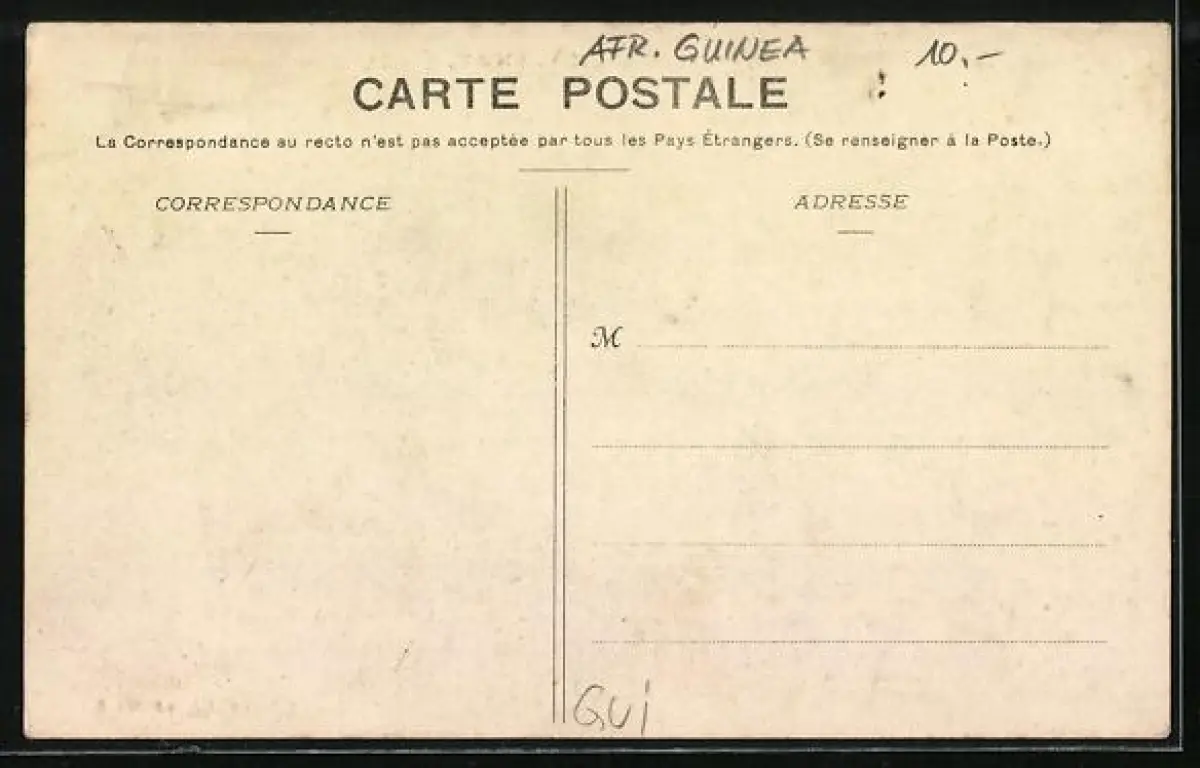 AFR. GUINEA 10.-
CARTE POSTALE
La Correspondance au recto n'est pas acceptée par tous les Pays Étrangers. (Se renseigner à la Poste.)
CORRESPONDANCE ADRESSE
M
GUI